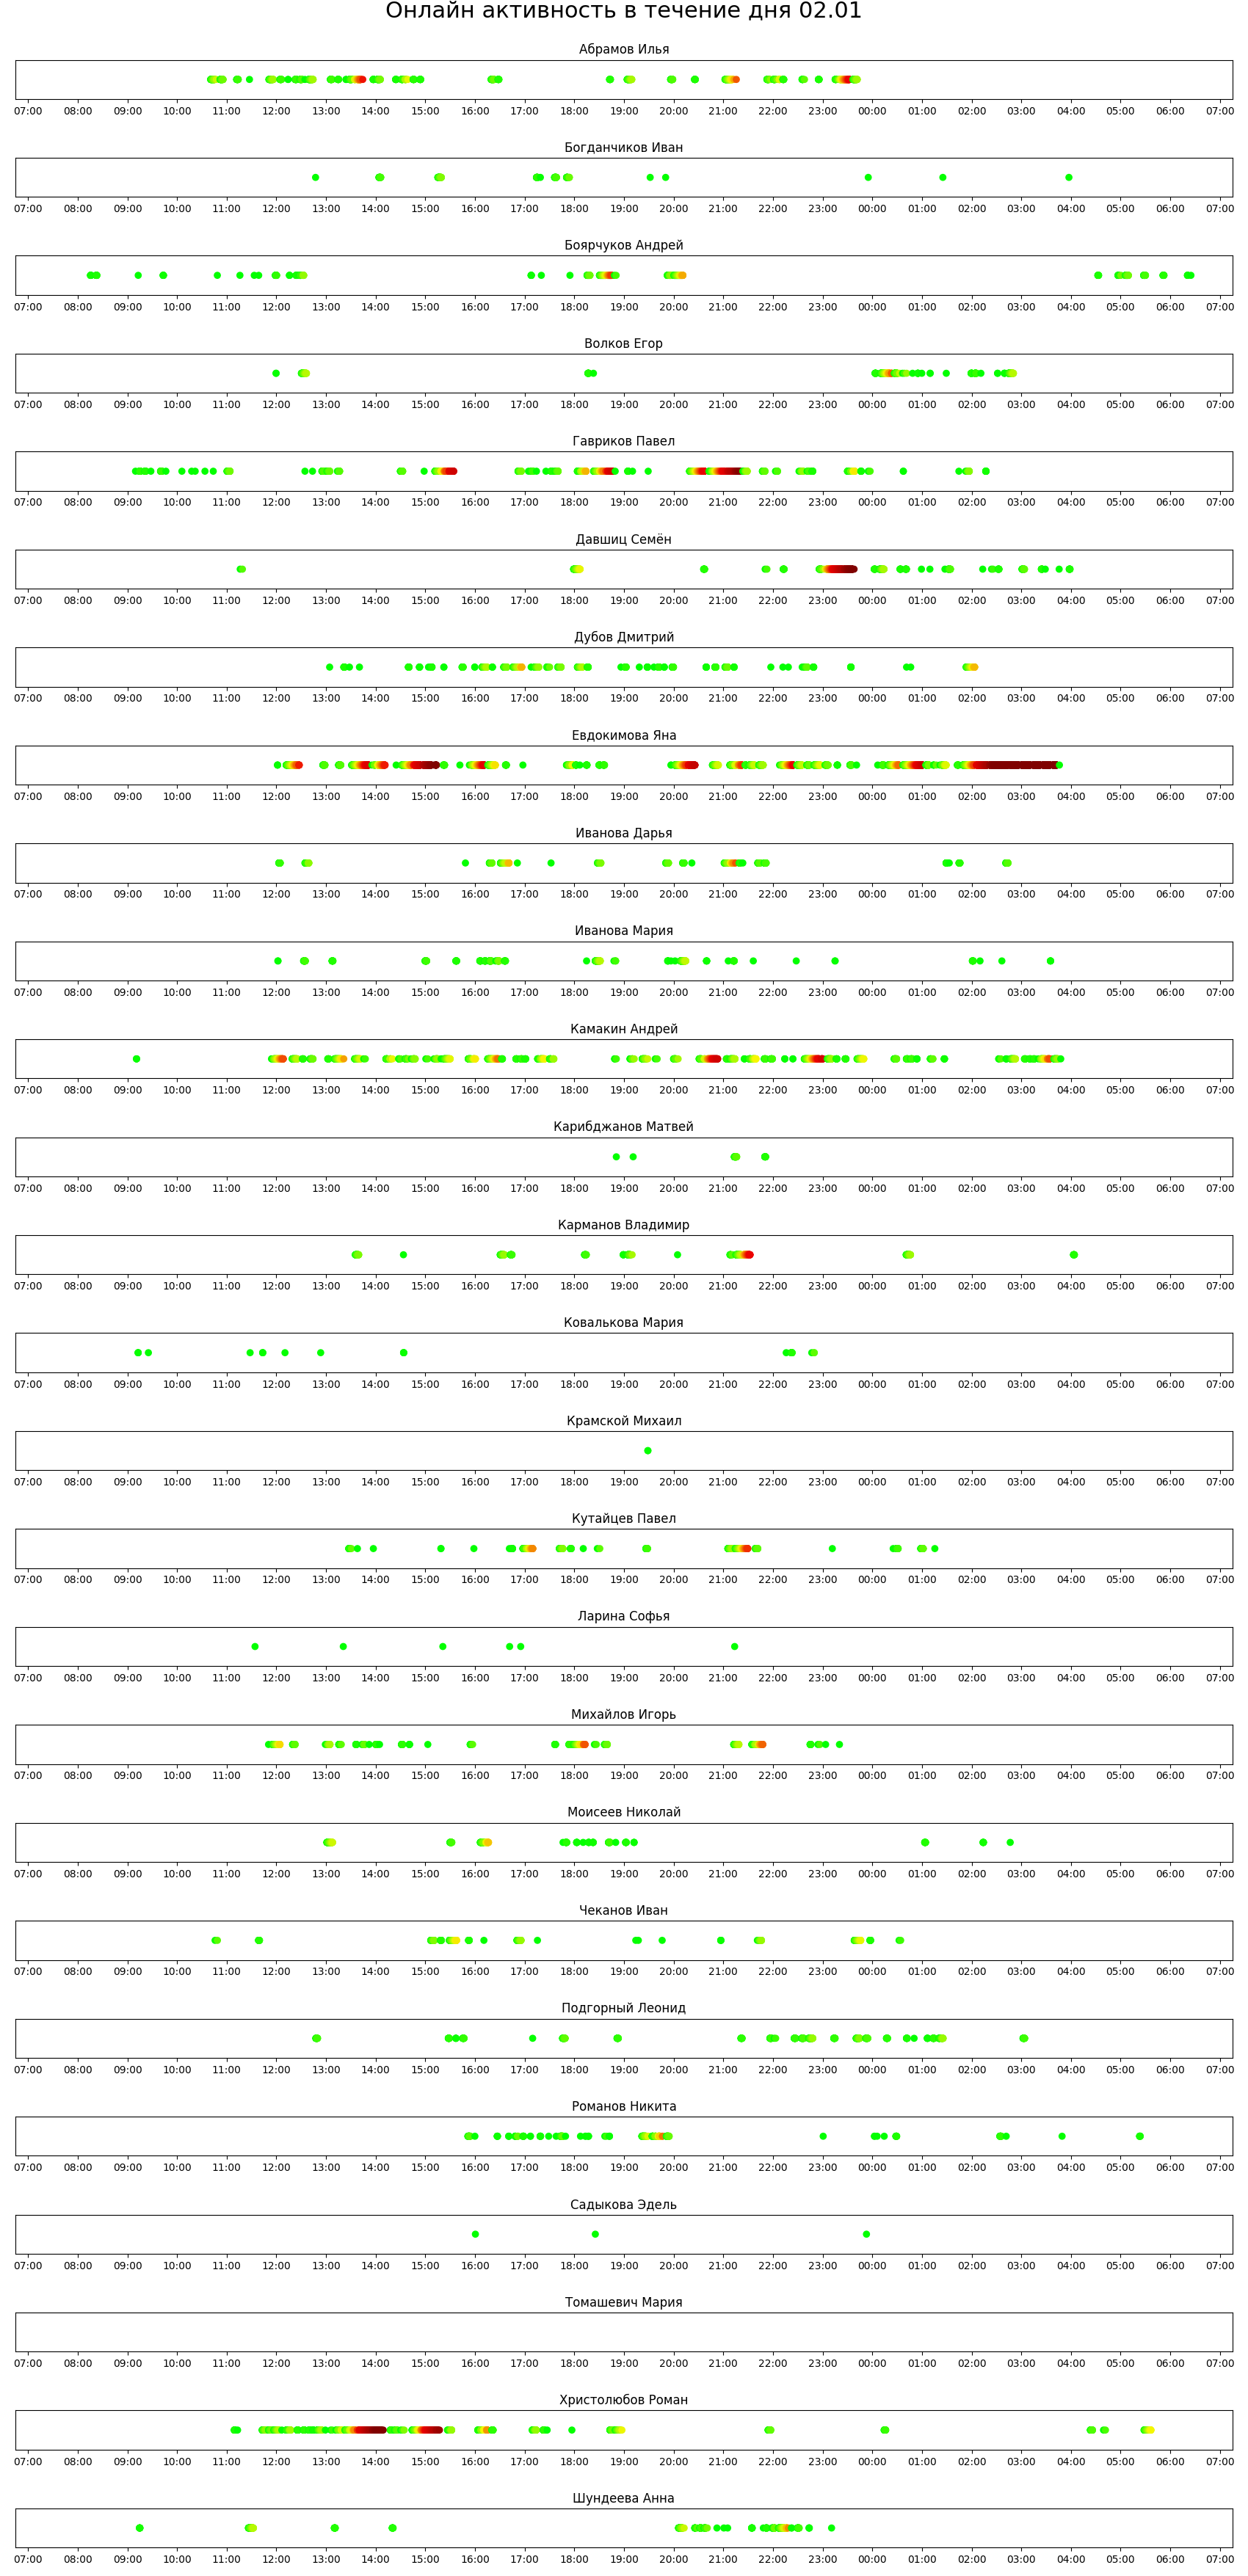 Онлайн активность в течение дня 02.01
Абрамов Илья
07:00 08:00 09:00 10:00 11:00 12:00 13:00 14:00 15:00 16:00 17:00 18:00 19:00 20:00 21:00 22:00 23:00 00:00 01:00 02:00 03:00 04:00 05:00 06:00 07:00
Богданчиков Иван
07:00 08:00 09:00 10:00 11:00 12:00 13:00 14:00 15:00 16:00 17:00 18:00 19:00 20:00 21:00 22:00 23:00 00:00 01:00 02:00 03:00 04:00 05:00 06:00 07:00
Боярчуков Андрей
07:00 08:00 09:00 10:00 11:00 12:00 13:00 14:00 15:00 16:00 17:00 18:00 19:00 20:00 21:00 22:00 23:00 00:00 01:00 02:00 03:00 04:00 05:00 06:00 07:00
Волков Егор
07:00 08:00 09:00 10:00 11:00 12:00 13:00 14:00 15:00 16:00 17:00 18:00 19:00 20:00 21:00 22:00 23:00 00:00 01:00 02:00 03:00 04:00 05:00 06:00 07:00
Гавриков Павел
07:00 08:00 09:00 10:00 11:00 12:00 13:00 14:00 15:00 16:00 17:00 18:00 19:00 20:00 21:00 22:00 23:00 00:00 01:00 02:00 03:00 04:00 05:00 06:00 07:00
Давшиц Семён
07:00 08:00 09:00 10:00 11:00 12:00 13:00 14:00 15:00 16:00 17:00 18:00 19:00 20:00 21:00 22:00 23:00 00:00 01:00 02:00 03:00 04:00 05:00 06:00 07:00
Дубов Дмитрий
07:00 08:00 09:00 10:00 11:00 12:00 13:00 14:00 15:00 16:00 17:00 18:00 19:00 20:00 21:00 22:00 23:00 00:00 01:00 02:00 03:00 04:00 05:00 06:00 07:00
Евдокимова Яна
07:00 08:00 09:00 10:00 11:00 12:00 13:00 14:00 15:00 16:00 17:00 18:00 19:00 20:00 21:00 22:00 23:00 00:00 01:00 02:00 03:00 04:00 05:00 06:00 07:00
Иванова Дарья
07:00 08:00 09:00 10:00 11:00 12:00 13:00 14:00 15:00 16:00 17:00 18:00 19:00 20:00 21:00 22:00 23:00 00:00 01:00 02:00 03:00 04:00 05:00 06:00 07:00
Иванова Мария
07:00 08:00 09:00 10:00 11:00 12:00 13:00 14:00 15:00 16:00 17:00 18:00 19:00 20:00 21:00 22:00 23:00 00:00 01:00 02:00 03:00 04:00 05:00 06:00 07:00
Камакин Андрей
07:00 08:00 09:00 10:00 11:00 12:00 13:00 14:00 15:00 16:00 17:00 18:00 19:00 20:00 21:00 22:00 23:00 00:00 01:00 02:00 03:00 04:00 05:00 06:00 07:00
Карибджанов Матвей
07:00 08:00 09:00 10:00 11:00 12:00 13:00 14:00 15:00 16:00 17:00 18:00 19:00 20:00 21:00 22:00 23:00 00:00 01:00 02:00 03:00 04:00 05:00 06:00 07:00
Карманов Владимир
07:00 08:00 09:00 10:00 11:00 12:00 13:00 14:00 15:00 16:00 17:00 18:00 19:00 20:00 21:00 22:00 23:00 00:00 01:00 02:00 03:00 04:00 05:00 06:00 07:00
Ковалькова Мария
07:00 08:00 09:00 10:00 11:00 12:00 13:00 14:00 15:00 16:00 17:00 18:00 19:00 20:00 21:00 22:00 23:00 00:00 01:00 02:00 03:00 04:00 05:00 06:00 07:00
Крамской Михаил
07:00 08:00 09:00 10:00 11:00 12:00 13:00 14:00 15:00 16:00 17:00 18:00 19:00 20:00 21:00 22:00 23:00 00:00 01:00 02:00 03:00 04:00 05:00 06:00 07:00
Кутайцев Павел
07:00 08:00 09:00 10:00 11:00 12:00 13:00 14:00 15:00 16:00 17:00 18:00 19:00 20:00 21:00 22:00 23:00 00:00 01:00 02:00 03:00 04:00 05:00 06:00 07:00
Ларина Софья
07:00 08:00 09:00 10:00 11:00 12:00 13:00 14:00 15:00 16:00 17:00 18:00 19:00 20:00 21:00 22:00 23:00 00:00 01:00 02:00 03:00 04:00 05:00 06:00 07:00
Михайлов Игорь
07:00 08:00 09:00 10:00 11:00 12:00 13:00 14:00 15:00 16:00 17:00 18:00 19:00 20:00 21:00 22:00 23:00 00:00 01:00 02:00 03:00 04:00 05:00 06:00 07:00
Моисеев Николай
07:00 08:00 09:00 10:00 11:00 12:00 13:00 14:00 15:00 16:00 17:00 18:00 19:00 20:00 21:00 22:00 23:00 00:00 01:00 02:00 03:00 04:00 05:00 06:00 07:00
Чеканов Иван
07:00 08:00 09:00 10:00 11:00 12:00 13:00 14:00 15:00 16:00 17:00 18:00 19:00 20:00 21:00 22:00 23:00 00:00 01:00 02:00 03:00 04:00 05:00 06:00 07:00
Подгорный Леонид
07:00 08:00 09:00 10:00 11:00 12:00 13:00 14:00 15:00 16:00 17:00 18:00 19:00 20:00 21:00 22:00 23:00 00:00 01:00 02:00 03:00 04:00 05:00 06:00 07:00
Романов Никита
07:00 08:00 09:00 10:00 11:00 12:00 13:00 14:00 15:00 16:00 17:00 18:00 19:00 20:00 21:00 22:00 23:00 00:00 01:00 02:00 03:00 04:00 05:00 06:00 07:00
Садыкова Эдель
07:00 08:00 09:00 10:00 11:00 12:00 13:00 14:00 15:00 16:00 17:00 18:00 19:00 20:00 21:00 22:00 23:00 00:00 01:00 02:00 03:00 04:00 05:00 06:00 07:00
Томашевич Мария
07:00 08:00 09:00 10:00 11:00 12:00 13:00 14:00 15:00 16:00 17:00 18:00 19:00 20:00 21:00 22:00 23:00 00:00 01:00 02:00 03:00 04:00 05:00 06:00 07:00
Христолюбов Роман
07:00 08:00 09:00 10:00 11:00 12:00 13:00 14:00 15:00 16:00 17:00 18:00 19:00 20:00 21:00 22:00 23:00 00:00 01:00 02:00 03:00 04:00 05:00 06:00 07:00
Шундеева Анна
07:00 08:00 09:00 10:00 11:00 12:00 13:00 14:00 15:00 16:00 17:00 18:00 19:00 20:00 21:00 22:00 23:00 00:00 01:00 02:00 03:00 04:00 05:00 06:00 07:00